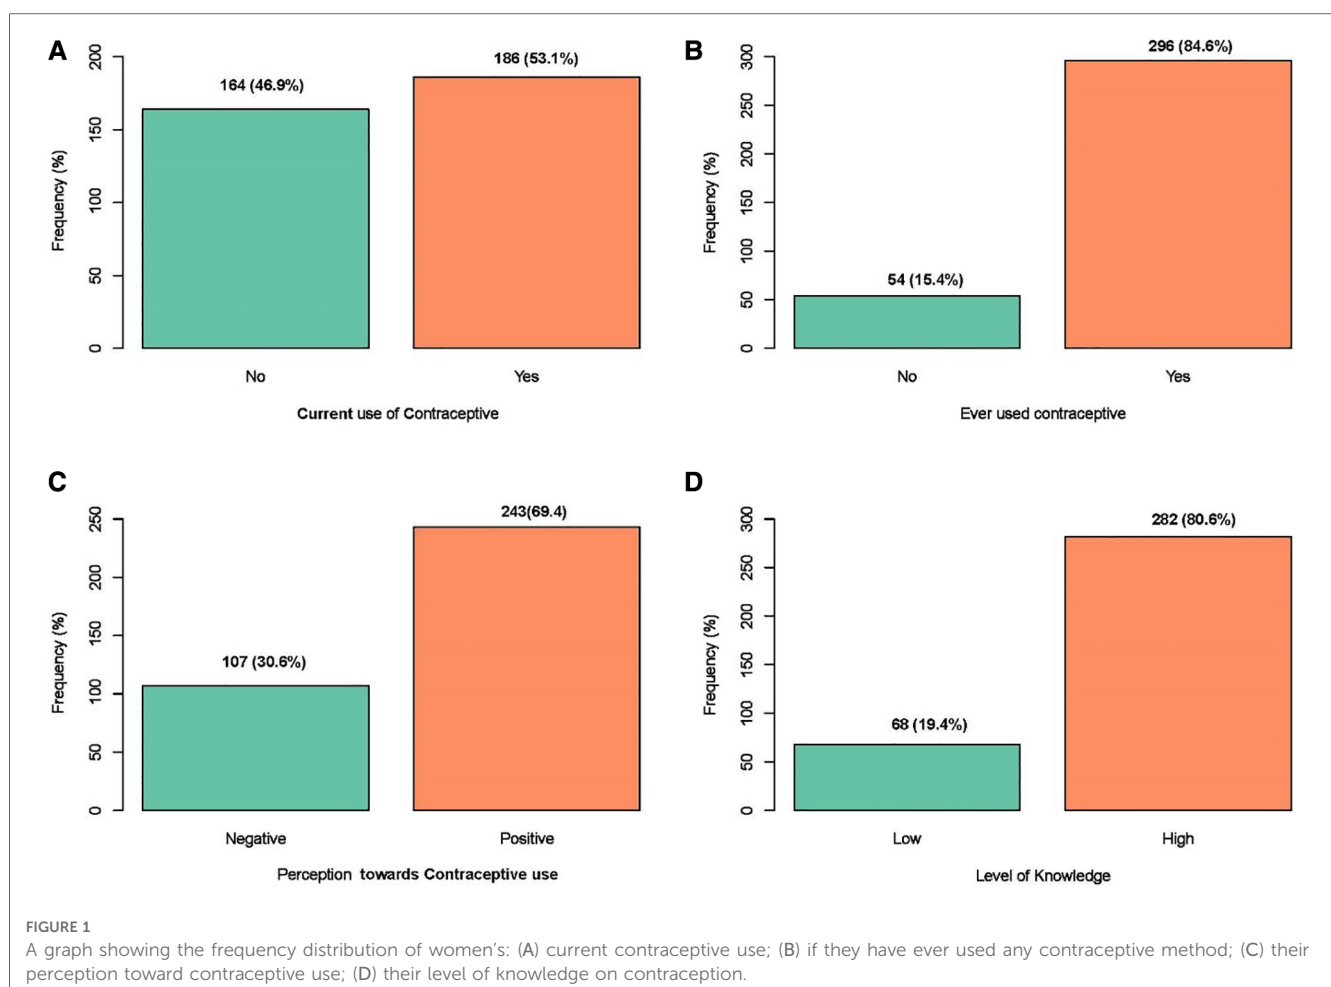 A
Frequency (%)
200
150
100
50
0
164 (46.9%)
186 (53.1%)
No
Yes
Current use of Contraceptive
B
Frequency (%)
300
250
200
150
100
50
0
54 (15.4%)
296 (84.6%)
No
Yes
Ever used contraceptive
C
Frequency (%)
250
200
150
100
50
0
107 (30.6%)
243(69.4)
Negative
Positive
Perception towards Contraceptive use
D
Frequency (%)
300
250
200
150
100
50
0
68 (19.4%)
282 (80.6%)
Low
High
Level of Knowledge
FIGURE 1
A graph showing the frequency distribution of women's: (A) current contraceptive use; (B) if they have ever used any contraceptive method; (C) their
perception toward contraceptive use; (D) their level of knowledge on contraception.